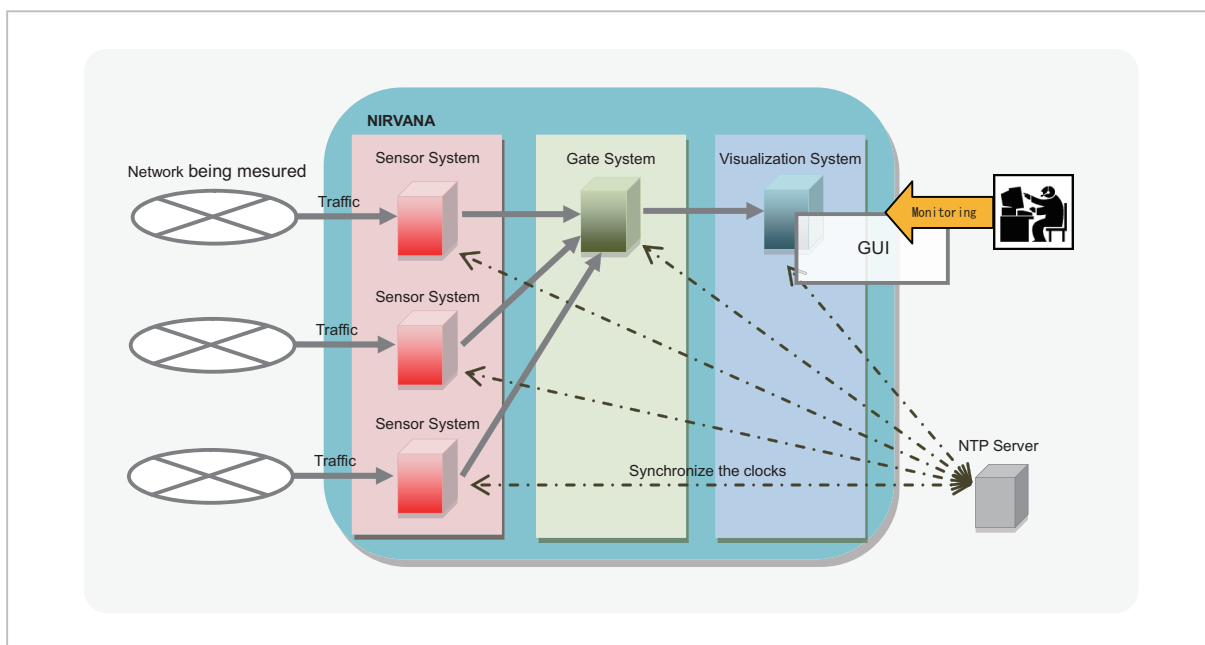 NIRVANA
Sensor System
Gate System
Visualization System
Network being mesured
Traffic
Monitoring
GUI
Sensor System
Traffic
Sensor System
Traffic
Synchronize the clocks
NTP Server